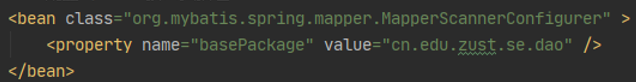 <bean class="org.mybatis.spring.mapper.MapperScannerConfigurer" >
<property name="basePackage" value="cn.edu.zust.se.dao" />
</bean>